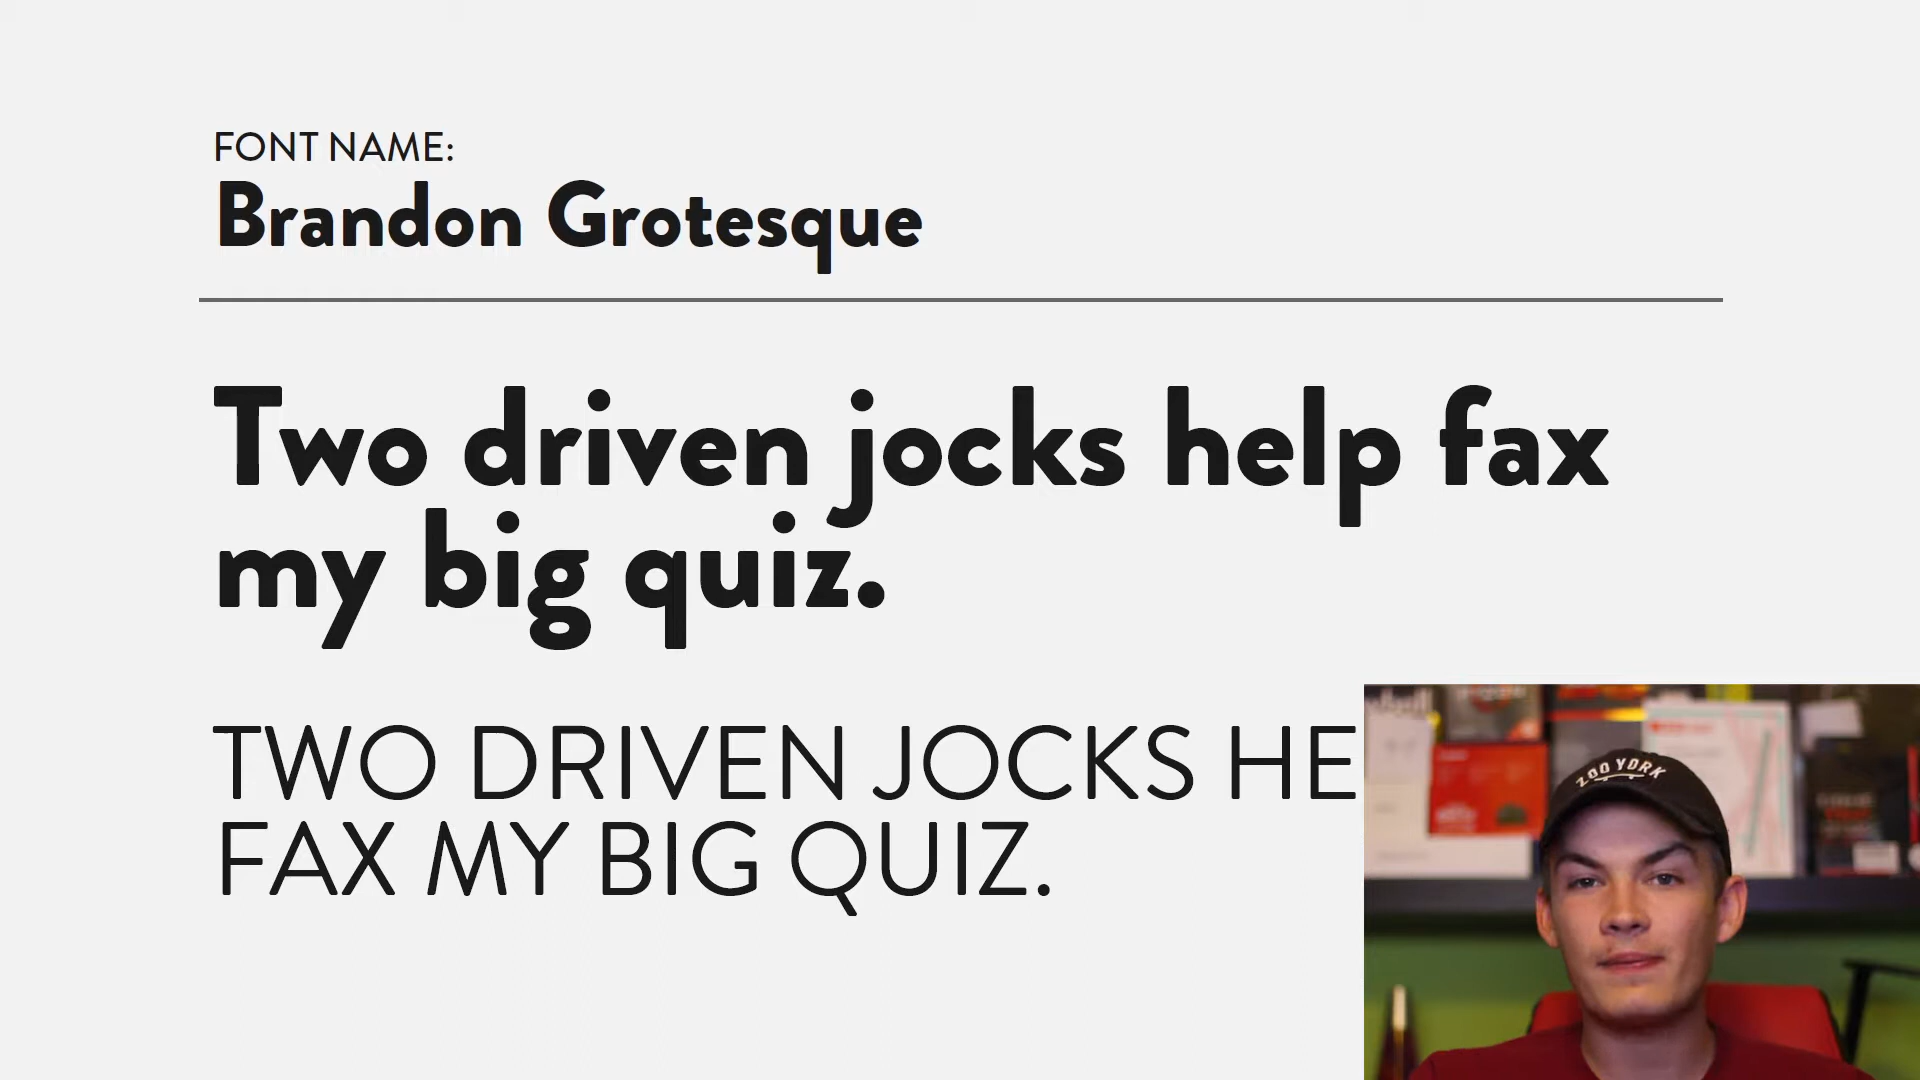 FONT NAME:
Brandon Grotesque
Two driven jocks help fax
my big quiz.
TWO DRIVEN JOCKS HE
FAX MY BIG QUIZ.
ZOO YORK